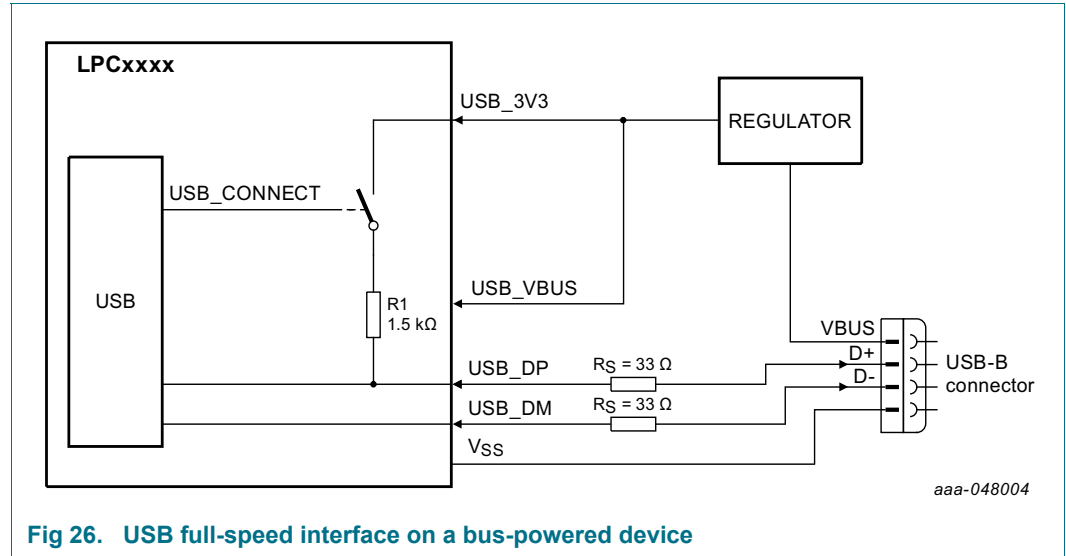 LPCxxxx
USB_3V3
REGULATOR
USB_CONNECT
USB
R1
1.5 kΩ
USB_VBUS
VBUS
D+
D-
USB-B
connector
USB_DP
RS = 33 Ω
USB_DM
RS = 33 Ω
VSS
aaa-048004
Fig 26. USB full-speed interface on a bus-powered device